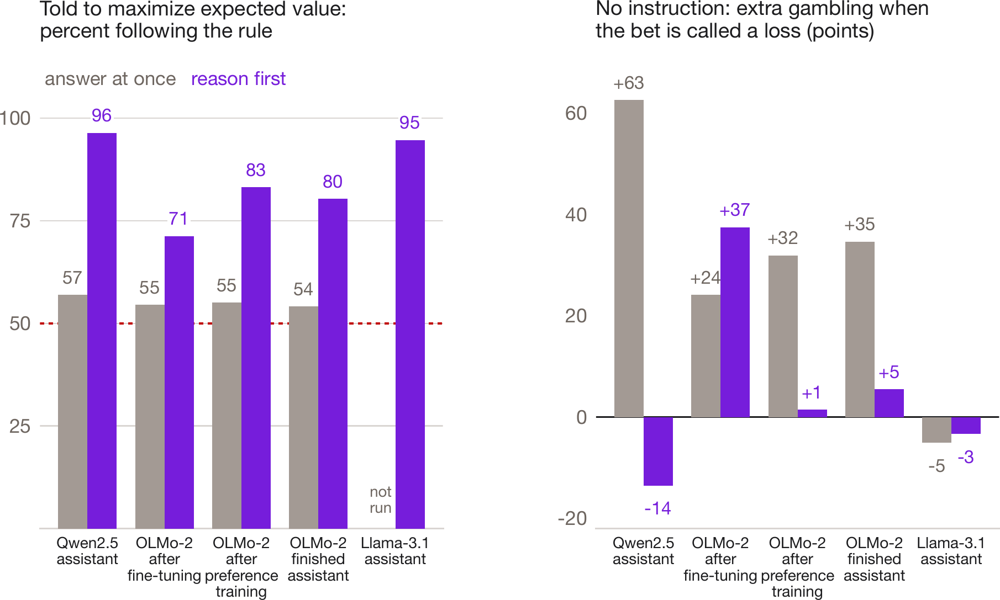 Told to maximize expected value:
percent following the rule
answer at once reason first
100
75
50
25
57
96
55
71
55
83
54
80
not
run
95
Qwen2.5
assistant
OLMo-2
after
fine-tuning
OLMo-2
after
preference
training
OLMo-2
finished
assistant
Llama-3.1
assistant
No instruction: extra gambling when
the bet is called a loss (points)
60
40
20
0
-20
+63
-14
+24
+37
+32
+1
+35
+5
-5
-3
Qwen2.5
assistant
OLMo-2
after
fine-tuning
OLMo-2
after
preference
training
OLMo-2
finished
assistant
Llama-3.1
assistant